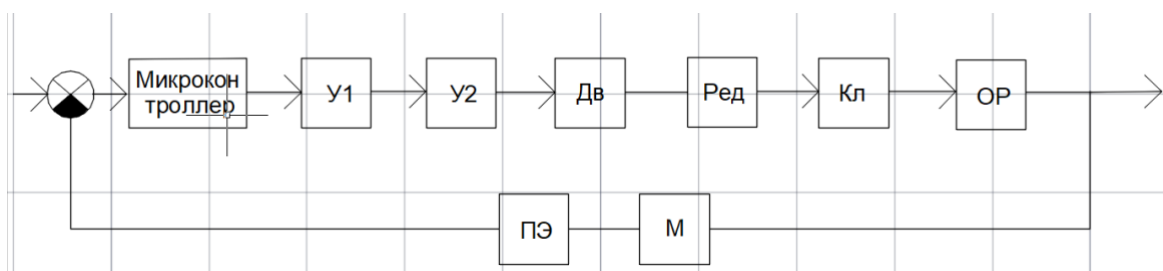 Микрокон
троллер
У1
У2
Дв
Ред
Кл
ОР
ПЭ
М